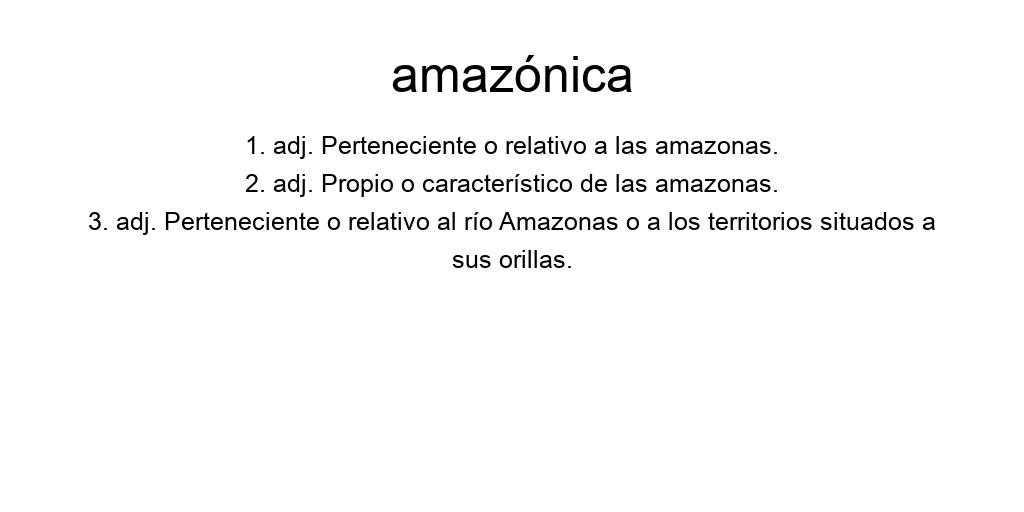 amazónica
1. adj. Perteneciente o relativo a las amazonas.
2. adj. Propio o característico de las amazonas.
3. adj. Perteneciente o relativo al río Amazonas o a los territorios situados a
sus orillas.